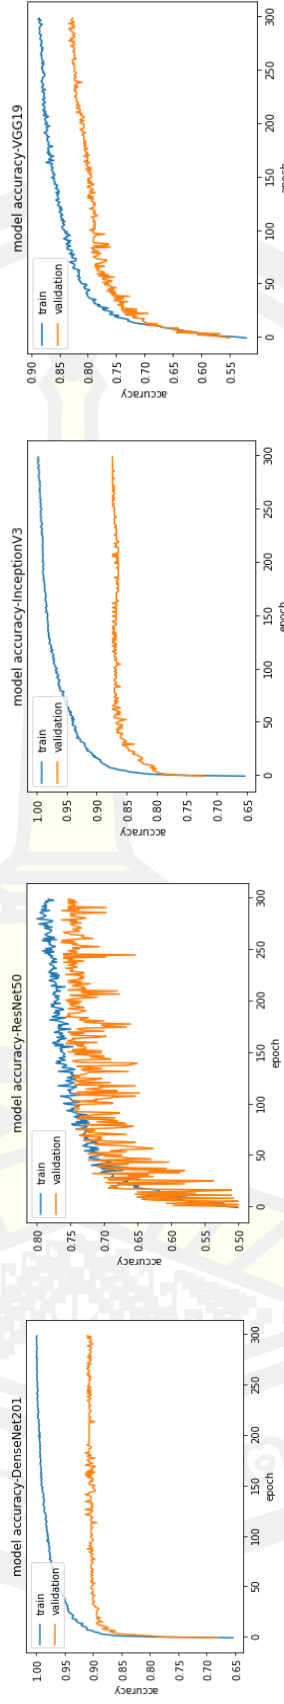 model accuracy-DenseNet201
train
validation
accuracy
1.00
0.95
0.90
0.85
0.80
0.75
0.70
0.65
0
50
100
150
200
250
300
epoch
model accuracy-ResNet50
train
validation
accuracy
0.80
0.75
0.70
0.65
0.60
0.55
0.50
0
50
100
150
200
250
300
epoch
model accuracy-InceptionV3
train
validation
accuracy
1.00
0.95
0.90
0.85
0.80
0.75
0.70
0.65
0
50
100
150
200
250
300
epoch
model accuracy-VGG19
train
validation
accuracy
0.90
0.85
0.80
0.75
0.70
0.65
0.60
0.55
0
50
100
150
200
250
300
epoch